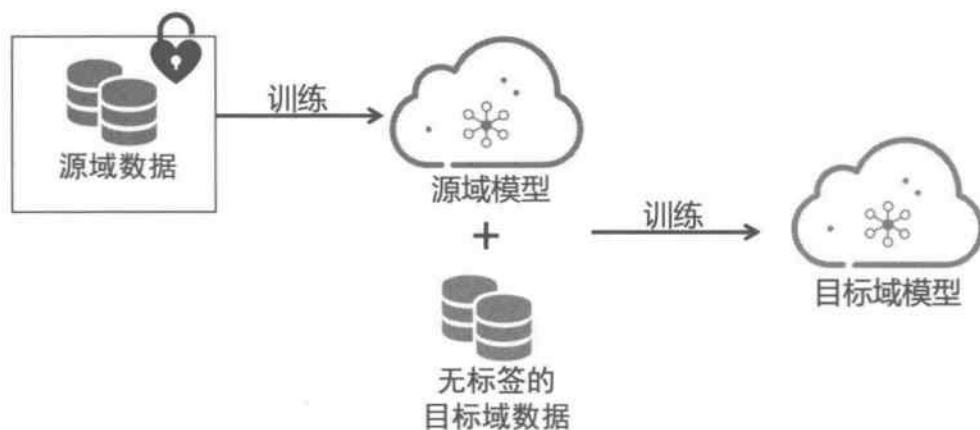 源域数据
训练
源域模型
+
训练
目标域模型
无标签的
目标域数据